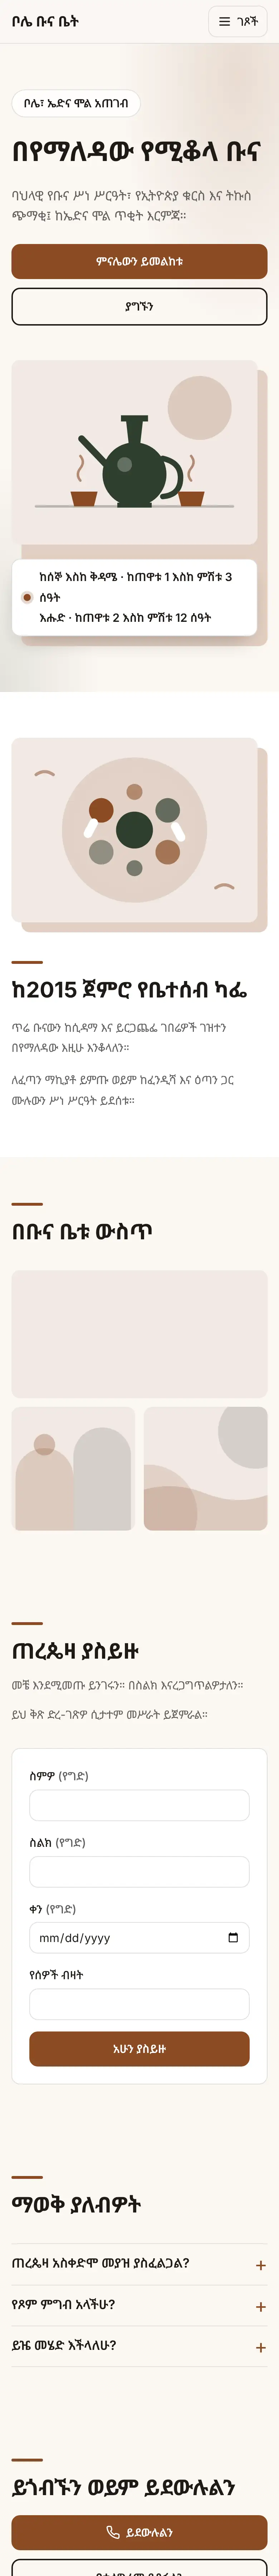 ቦሌ ቡና ቤት
ገጾች
ቦሌ፣ ኤድና ሞል አጠገብ
በየማለዳው የሚቆላ ቡና
ባህላዊ የቡና ሥነ ሥርዓት፣ የኢትዮጵያ ቁርስ እና ትኩስ
ጭማቂ፤ ከኤድና ሞል ጥቂት እርምጃ።
ምናሌውን ይመልከቱ
ያግኙን
ከሰኞ እስከ ቅዳሜ · ከጠዋቱ 1 እስከ ምሽቱ 3
ሰዓት
እሑድ · ከጠዋቱ 2 እስከ ምሽቱ 12 ሰዓት
ከ2015 ጀምሮ የቤተሰብ ካፌ
ጥሬ ቡናውን ከሲዳማ እና ይርጋጨፌ ገበሬዎች ገዝተን
በየማለዳው እዚሁ እንቆላለን።
ለፈጣን ማኪያቶ ይምጡ ወይም ከፈንዲሻ እና ዕጣን ጋር
ሙሉውን ሥነ ሥርዓት ይደሰቱ።
በቡና ቤቱ ውስጥ
ጠረጴዛ ያስይዙ
መቼ እንደሚመጡ ይንገሩን። በስልክ እናረጋግጥልዎታለን።
ይህ ቅጽ ድረ-ገጽዎ ሲታተም መሥራት ይጀምራል።
ስምዎ (የግድ)
ስልክ (የግድ)
ቀን (የግድ)
mm/dd/yyyy
የሰዎች ብዛት
አሁን ያስይዙ
ማወቅ ያለብዎት
ጠረጴዛ አስቀድሞ መያዝ ያስፈልጋል?
የጾም ምግብ አላችሁ?
ይዤ መሄድ እችላለሁ?
ይጎብኙን ወይም ይደውሉልን
ይደውሉልን